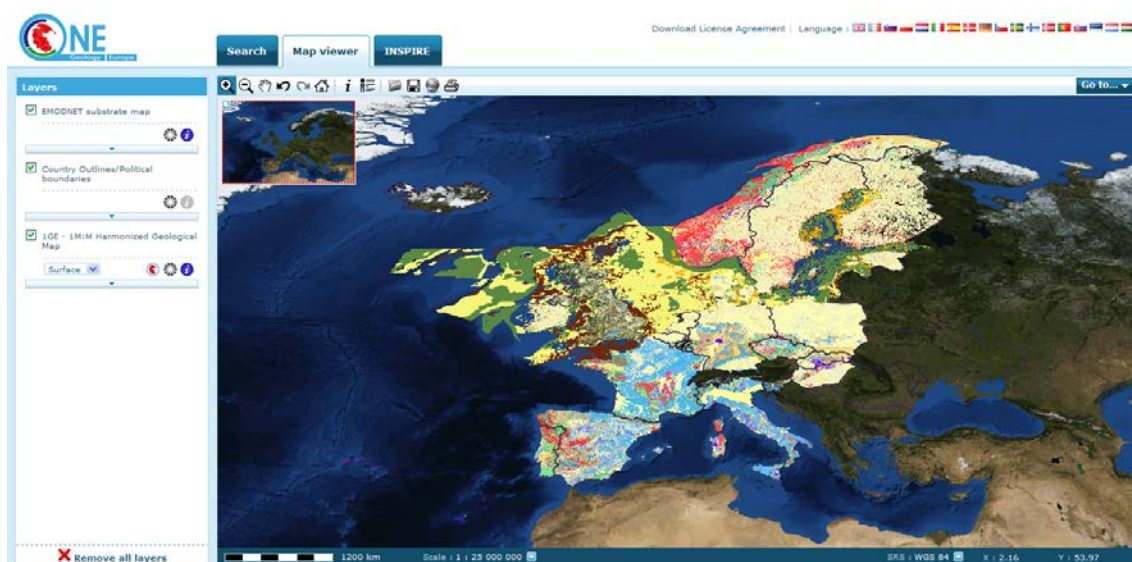 ONE
Geology Europe
Download License Agreement | Language :
Search
Map viewer
INSPIRE
Layers
Go to...
EMODNET substrate map
Country Outlines/Political
boundaries
1GE - 1M:M Harmonized Geological
Map
Surface
Remove all layers
1200 km
Scale : 1 : 25 000 000
SRS : WGS 84
X : 2.16
Y : 53.97